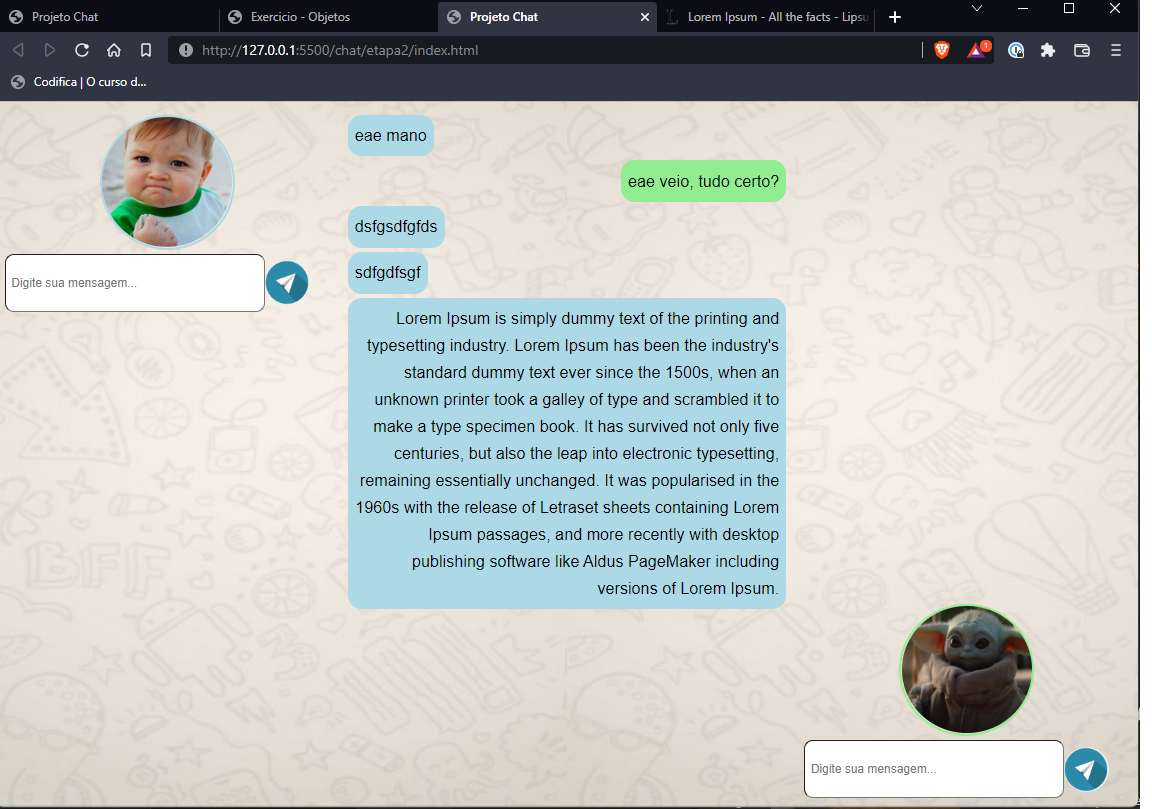 Projeto Chat
Exercicio - Objetos
Projeto Chat
Lorem Ipsum - All the facts - Lipsu
http://127.0.0.1:5500/chat/etapa2/index.html
1
Codifica | O curso d...
eae mano
eae veio, tudo certo?
dsfgsdfgfds
sdfgdfsgf
Digite sua mensagem...
Lorem Ipsum is simply dummy text of the printing and
typesetting industry. Lorem Ipsum has been the industry's
standard dummy text ever since the 1500s, when an
unknown printer took a galley of type and scrambled it to
make a type specimen book. It has survived not only five
centuries, but also the leap into electronic typesetting,
remaining essentially unchanged. It was popularised in the
1960s with the release of Letraset sheets containing Lorem
Ipsum passages, and more recently with desktop
publishing software like Aldus PageMaker including
versions of Lorem Ipsum.
Digite sua mensagem...